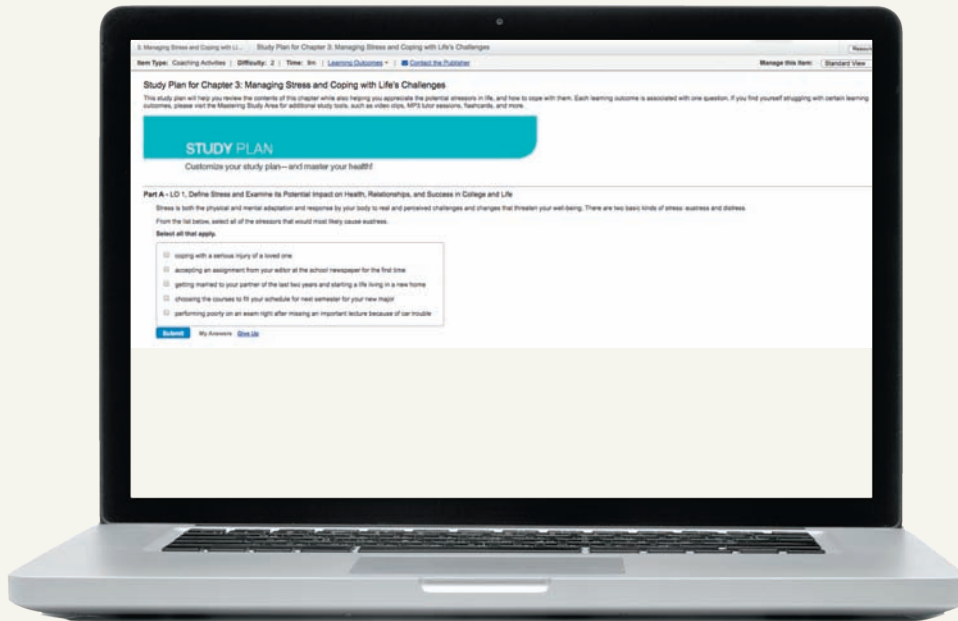 3: Managing Stress and Coping with Li... Study Plan for Chapter 3: Managing Stress and Coping with Life's Challenges
Item Type: Coaching Activities | Difficulty: 2 | Time: 9m | Learning Outcomes | Contact the Publisher Manage this Item: Standard View
Study Plan for Chapter 3: Managing Stress and Coping with Life's Challenges
This study plan will help you review the contents of this chapter while also helping you appreciate the potential stressors in life, and how to cope with them. Each learning outcome is associated with one question. If you find yourself struggling with certain learning
outcomes, please visit the Mastering Study Area for additional study tools, such as video clips, MP3 tutor sessions, flashcards, and more.
STUDY PLAN
Customize your study plan—and master your health!
Part A - LO 1, Define Stress and Examine its Potential Impact on Health, Relationships, and Success in College and Life
Stress is both the physical and mental adaptation and response by your body to real and perceived challenges and changes that threaten your well-being. There are two basic kinds of stress: eustress and distress.
From the list below, select all of the stressors that would most likely cause eustress.
Select all that apply.
coping with a serious injury of a loved one
accepting an assignment from your editor at the school newspaper for the first time
getting married to your partner of the last two years and starting a life living in a new home
choosing the courses to fit your schedule for next semester for your new major
performing poorly on an exam right after missing an important lecture because of car trouble
Submit My Answers Give Up